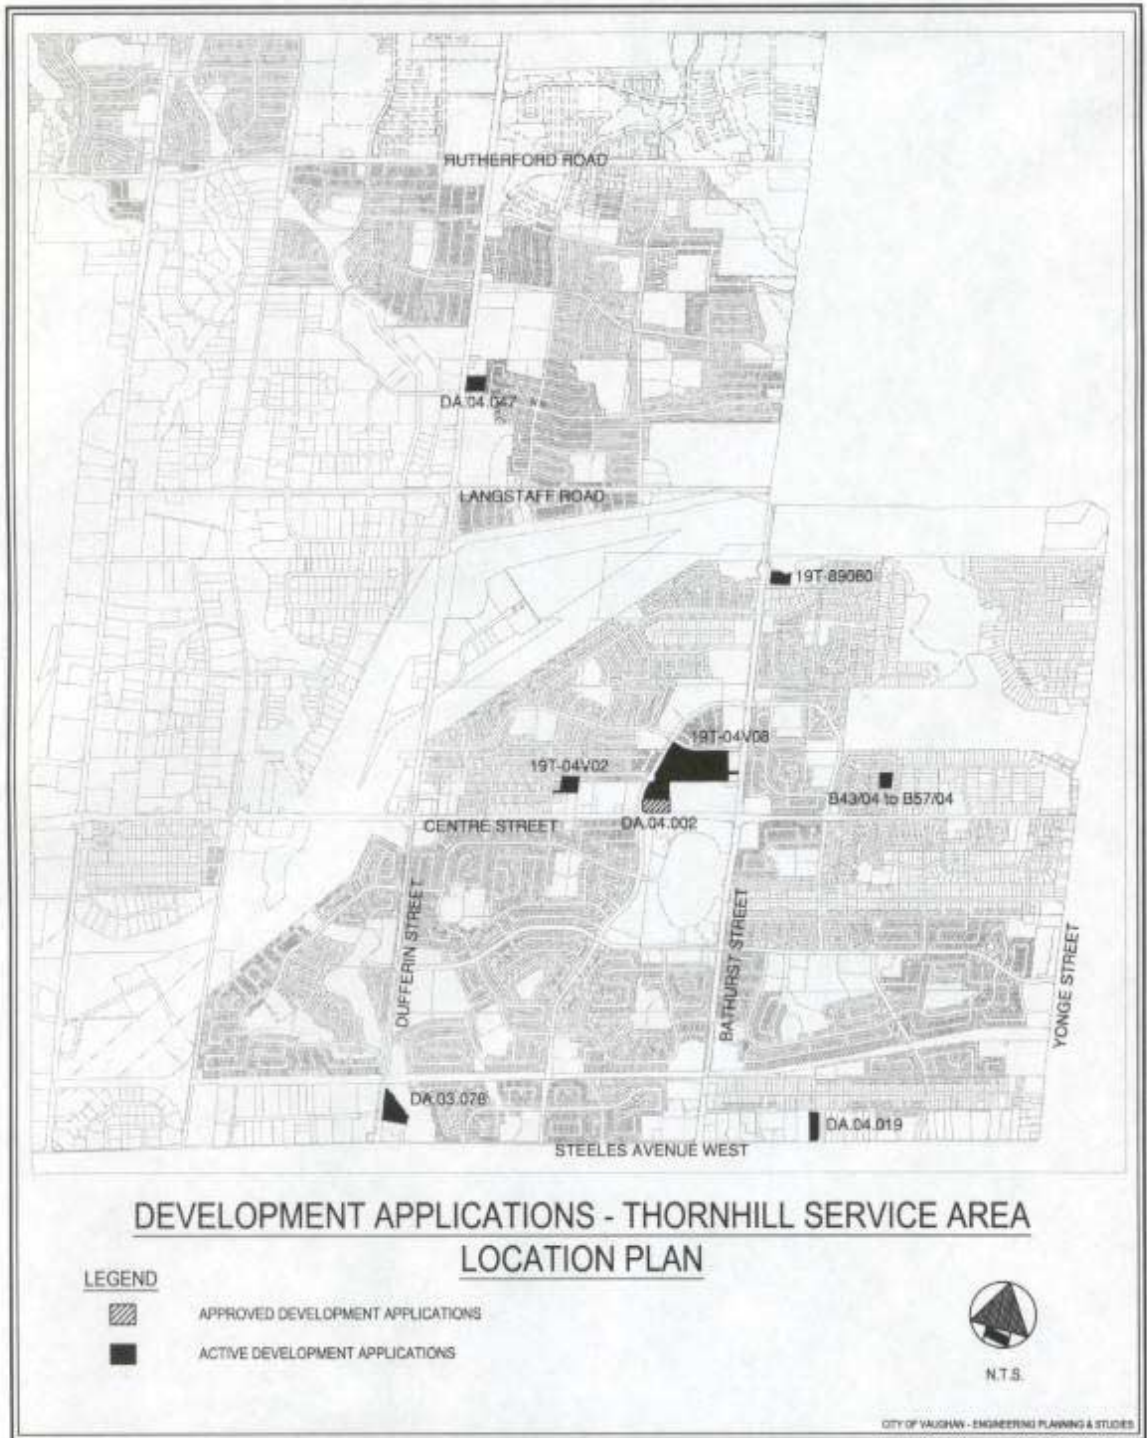 RUTHERFORD ROAD
DA.04.047
LANGSTAFF ROAD
19T-89060
19T-04V08
19T-04V02
B43/04 to B57/04
CENTRE STREET
DA.04.002
DUFFERIN STREET
BATHURST STREET
YONGE STREET
DA.03.076
DA.04.019
STEELES AVENUE WEST
DEVELOPMENT APPLICATIONS - THORNHILL SERVICE AREA
LOCATION PLAN
LEGEND
APPROVED DEVELOPMENT APPLICATIONS
ACTIVE DEVELOPMENT APPLICATIONS
N.T.S.
CITY OF VAUGHAN - ENGINEERING PLANNING & STUDIES